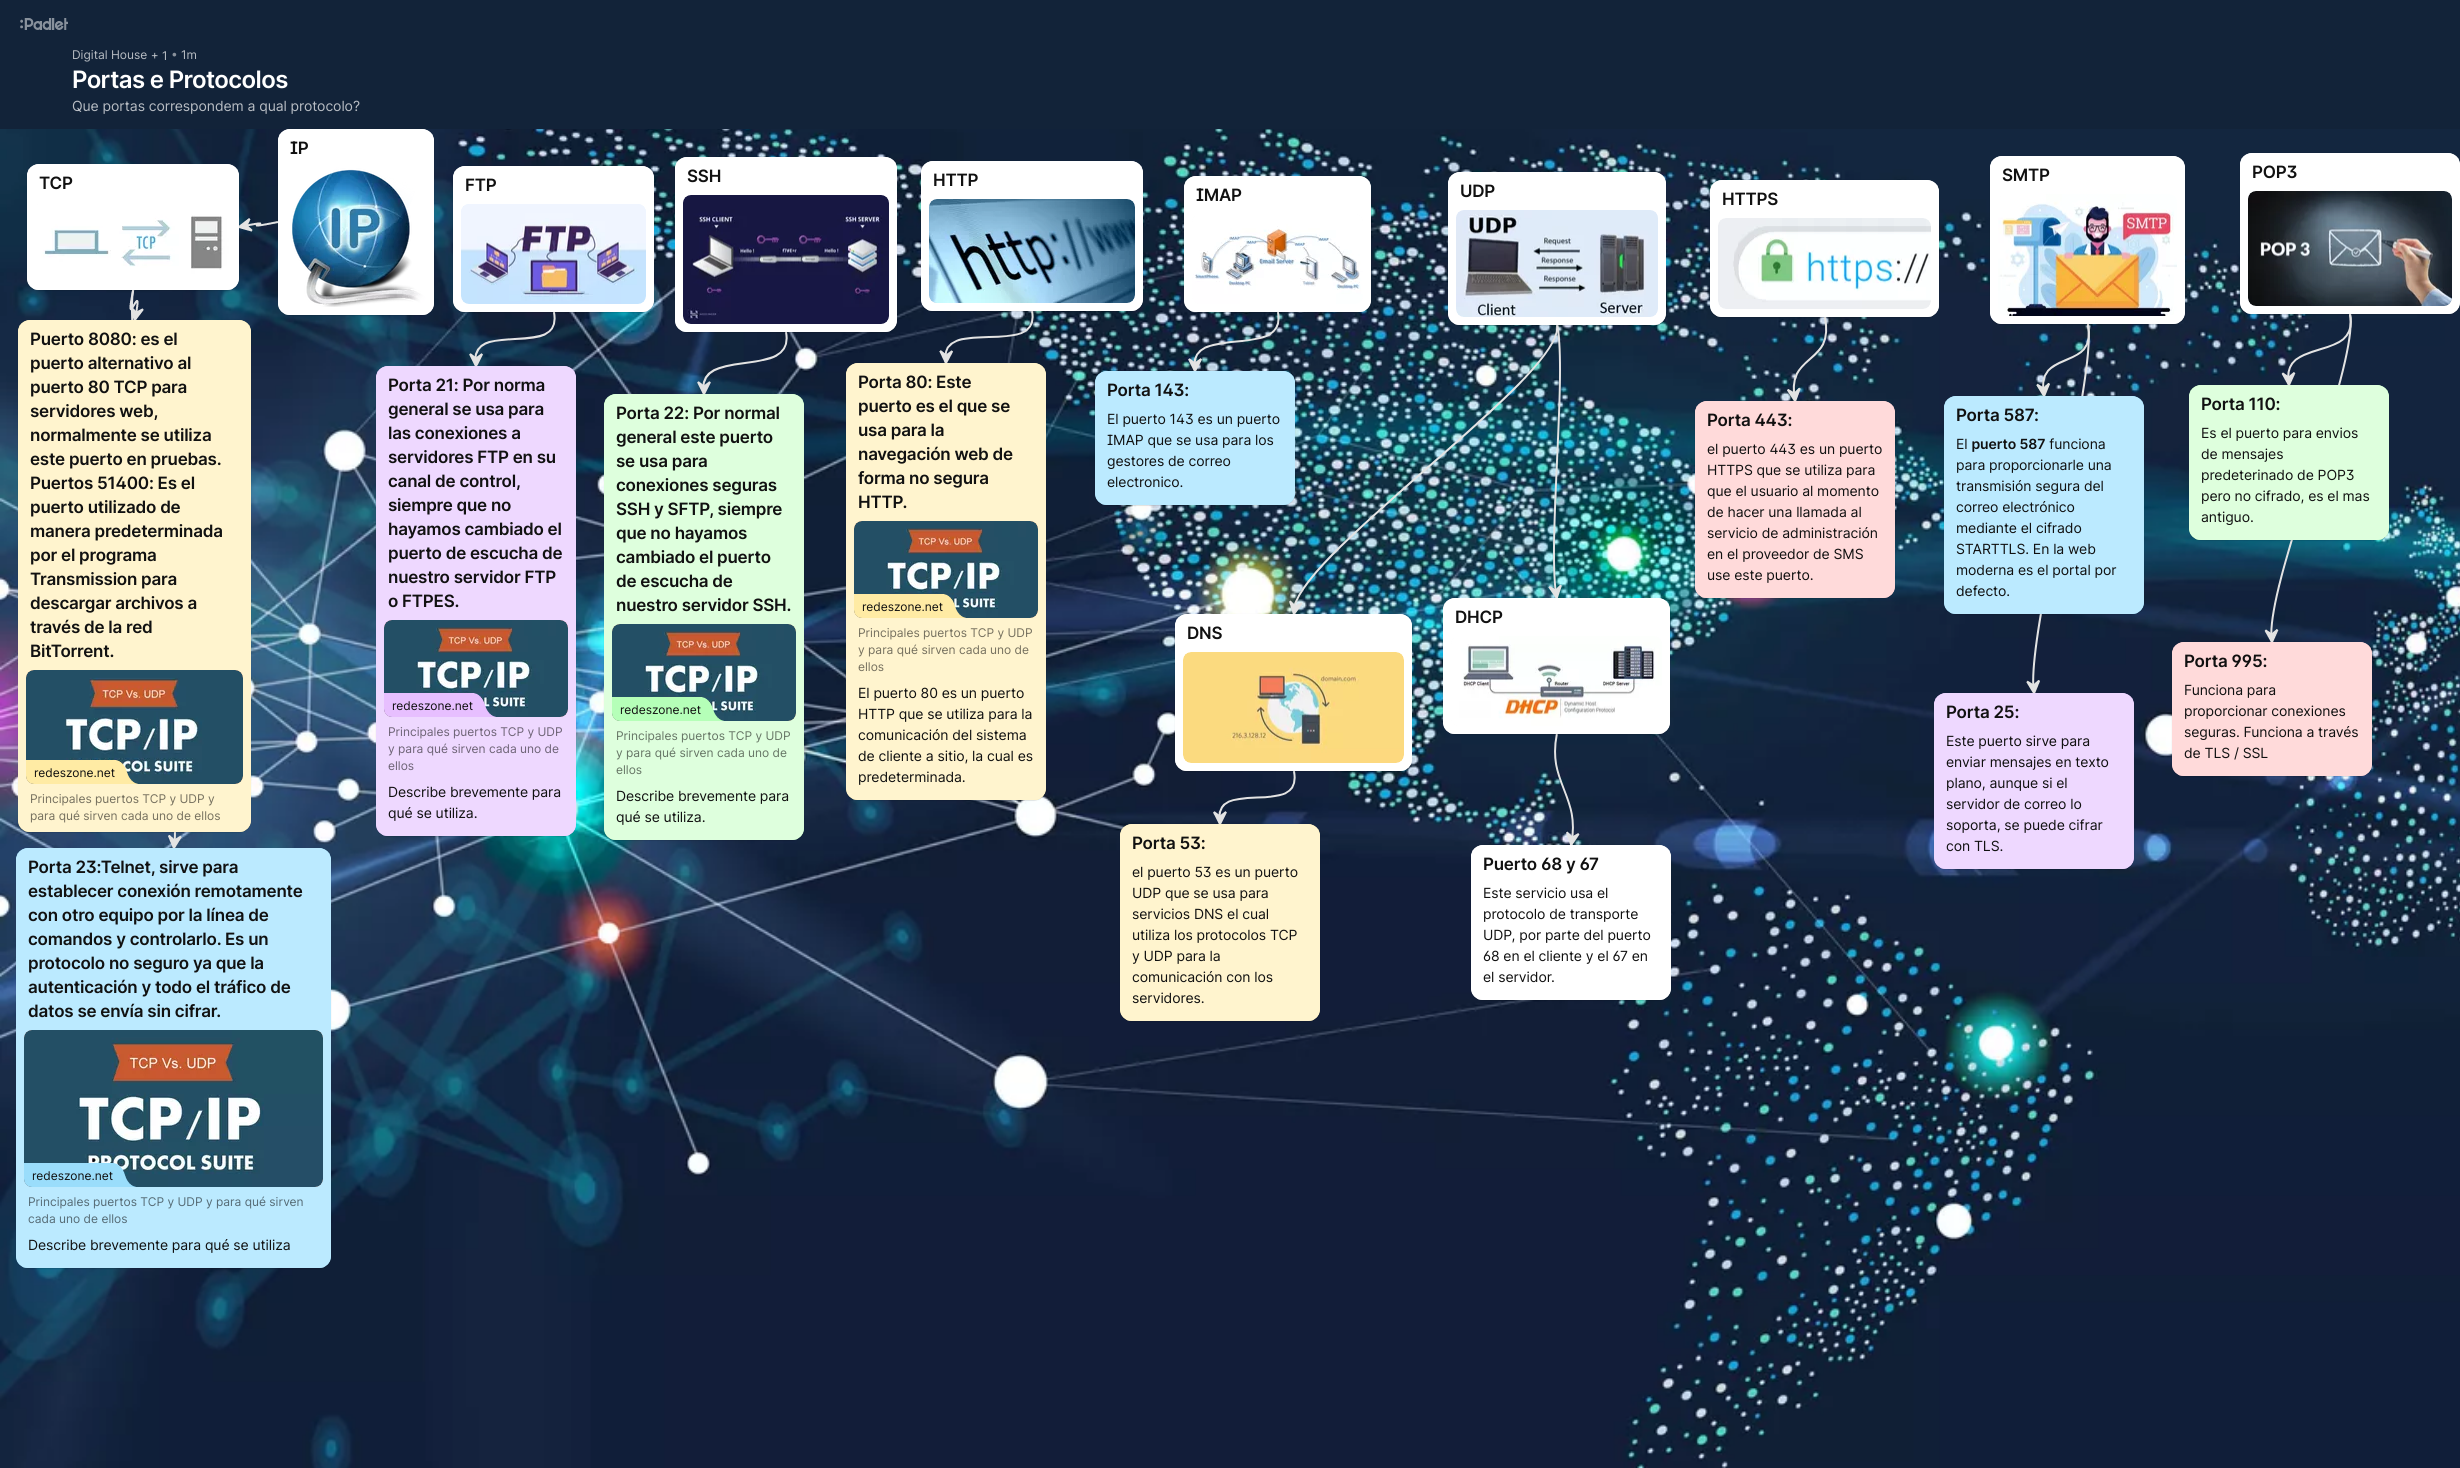 :Padlet
Digital House + 1 • 1m
Portas e Protocolos
Que portas correspondem a qual protocolo?
TCP
TCP
Puerto 8080: es el
puerto alternativo al
puerto 80 TCP para
servidores web,
normalmente se utiliza
este puerto en pruebas.
Puertos 51400: Es el
puerto utilizado de
manera predeterminada
por el programa
Transmission para
descargar archivos a
través de la red
BitTorrent.
TCP Vs. UDP
TCP/IP
COL SUITE
redeszone.net
Principales puertos TCP y UDP y
para qué sirven cada uno de ellos
Porta 23:Telnet, sirve para
establecer conexión remotamente
con otro equipo por la línea de
comandos y controlarlo. Es un
protocolo no seguro ya que la
autenticación y todo el tráfico de
datos se envía sin cifrar.
TCP Vs. UDP
TCP/IP
PROTOCOL SUITE
redeszone.net
Principales puertos TCP y UDP y para qué sirven
cada uno de ellos
Describe brevemente para qué se utiliza
IP
IP
FTP
FTP
Porta 21: Por norma
general se usa para
las conexiones a
servidores FTP en su
canal de control,
siempre que no
hayamos cambiado el
puerto de escucha de
nuestro servidor FTP
o FTPES.
TCP Vs. UDP
TCP/IP
L SUITE
redeszone.net
Principales puertos TCP y UDP
y para qué sirven cada uno de
ellos
Describe brevemente para
qué se utiliza.
SSH
SSH CLIENT
SSH SERVER
Hello !
Hello !
Porta 22: Por normal
general este puerto
se usa para
conexiones seguras
SSH y SFTP, siempre
que no hayamos
cambiado el puerto
de escucha de
nuestro servidor SSH.
TCP Vs. UDP
TCP/IP
L SUITE
redeszone.net
Principales puertos TCP y UDP
y para qué sirven cada uno de
ellos
Describe brevemente para
qué se utiliza.
HTTP
http://www
Porta 80: Este
puerto es el que se
usa para la
navegación web de
forma no segura
HTTP.
TCP Vs. UDP
TCP/IP
OL SUITE
redeszone.net
Principales puertos TCP y UDP
y para qué sirven cada uno de
ellos
El puerto 80 es un puerto
HTTP que se utiliza para la
comunicación del sistema
de cliente a sitio, la cual es
predeterminada.
IMAP
Email Server
Porta 143:
El puerto 143 es un puerto
IMAP que se usa para los
gestores de correo
electronico.
UDP
UDP
Request
Response
Response
Client
Server
DNS
domain.com
216.3.128.12
Porta 53:
el puerto 53 es un puerto
UDP que se usa para
servicios DNS el cual
utiliza los protocolos TCP
y UDP para la
comunicación con los
servidores.
DHCP
DHCP Client
Router
DHCP Server
DHCP
Dynamic Host
Configuration Protocol
Puerto 68 y 67
Este servicio usa el
protocolo de transporte
UDP, por parte del puerto
68 en el cliente y el 67 en
el servidor.
HTTPS
https://
Porta 443:
el puerto 443 es un puerto
HTTPS que se utiliza para
que el usuario al momento
de hacer una llamada al
servicio de administración
en el proveedor de SMS
use este puerto.
SMTP
SMTP
Porta 587:
El puerto 587 funciona
para proporcionarle una
transmisión segura del
correo electrónico
mediante el cifrado
STARTTLS. En la web
moderna es el portal por
defecto.
Porta 25:
Este puerto sirve para
enviar mensajes en texto
plano, aunque si el
servidor de correo lo
soporta, se puede cifrar
con TLS.
POP3
POP 3
Porta 110:
Es el puerto para envios
de mensajes
predeterinado de POP3
pero no cifrado, es el mas
antiguo.
Porta 995:
Funciona para
proporcionar conexiones
seguras. Funciona a través
de TLS / SSL